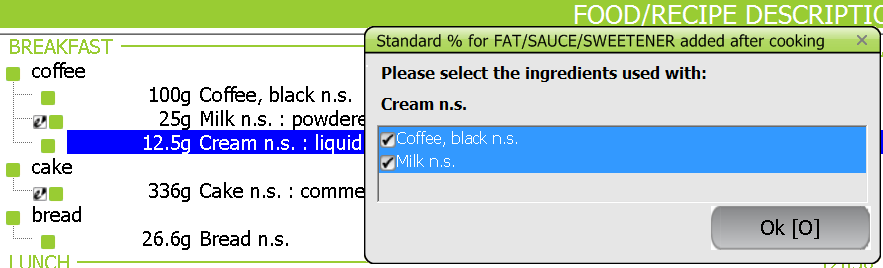 FOOD/RECIPE DESCRIPTIO
BREAKFAST
Standard % for FAT/SAUCE/SWEETENER added after cooking
coffee
Please select the ingredients used with:
100g Coffee, black n.s.
Cream n.s.
25g Milk n.s. : powdere
12.5g Cream n.s. : liquid
Coffee, black n.s.
Milk n.s.
cake
336g Cake n.s. : comme
bread
Ok [O]
26.6g Bread n.s.
LUNCH